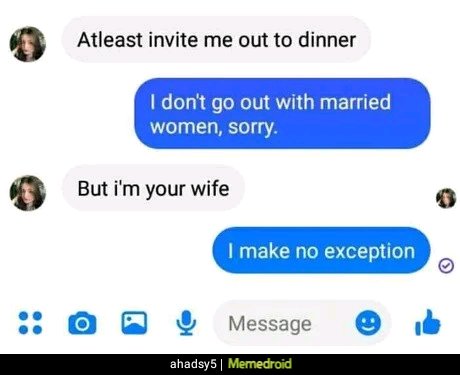 Atleast invite me out to dinner
I don't go out with married
women, sorry.
But i'm your wife
I make no exception
Message
ahadsy5 | Memedroid